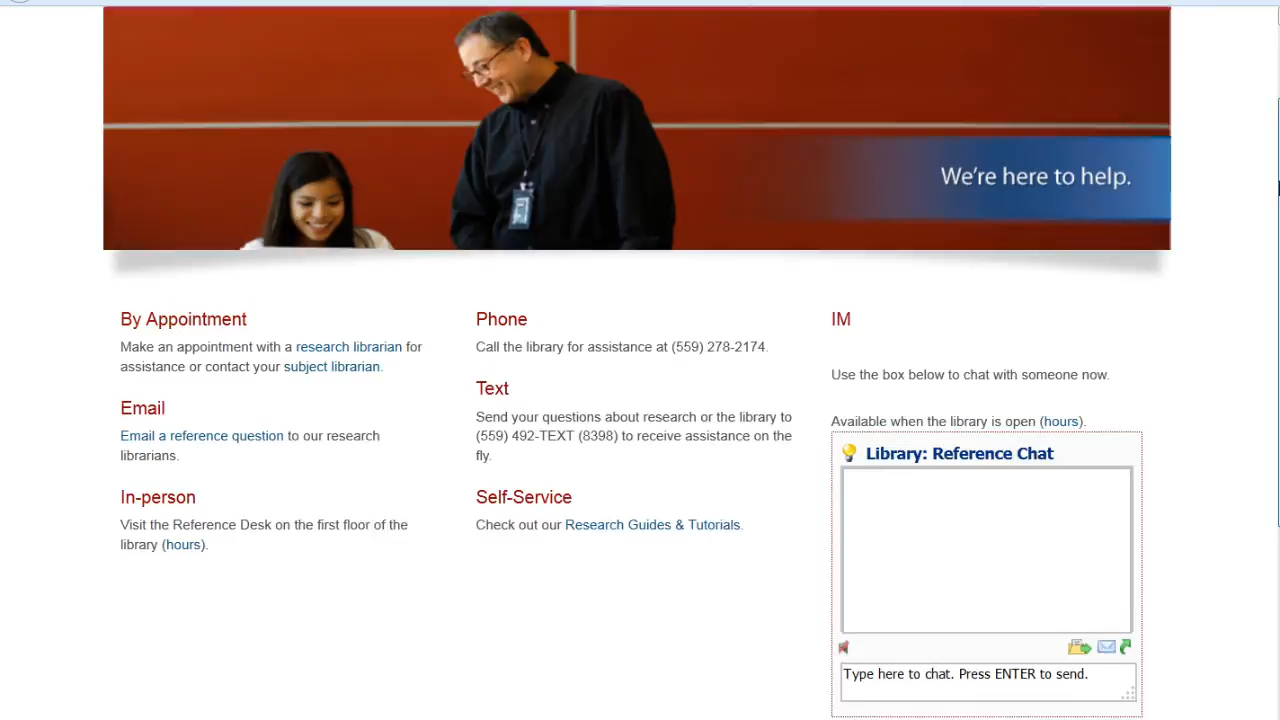 We're here to help.
By Appointment
Make an appointment with a research librarian for
assistance or contact your subject librarian.
Email
Email a reference question to our research
librarians.
In-person
Visit the Reference Desk on the first floor of the
library (hours).
Phone
Call the library for assistance at (559) 278-2174.
Text
Send your questions about research or the library to
(559) 492-TEXT (8398) to receive assistance on the
fly.
Self-Service
Check out our Research Guides & Tutorials.
IM
Use the box below to chat with someone now.
Available when the library is open (hours).
Library: Reference Chat
Type here to chat. Press ENTER to send.